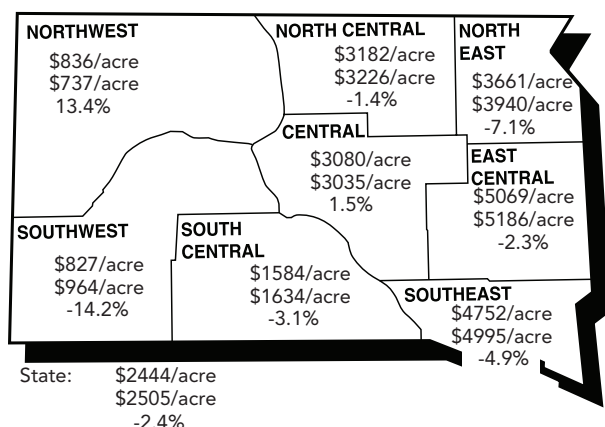 NORTHWEST
$836/acre
$737/acre
13.4%
NORTH CENTRAL
$3182/acre
$3226/acre
-1.4%
NORTH
EAST
$3661/acre
$3940/acre
-7.1%
CENTRAL
$3080/acre
$3035/acre
1.5%
EAST
CENTRAL
$5069/acre
$5186/acre
-2.3%
SOUTHWEST
$827/acre
$964/acre
-14.2%
SOUTH
CENTRAL
$1584/acre
$1634/acre
-3.1%
SOUTHEAST
$4752/acre
$4995/acre
-4.9%
State: $2444/acre
$2505/acre
-2.4%